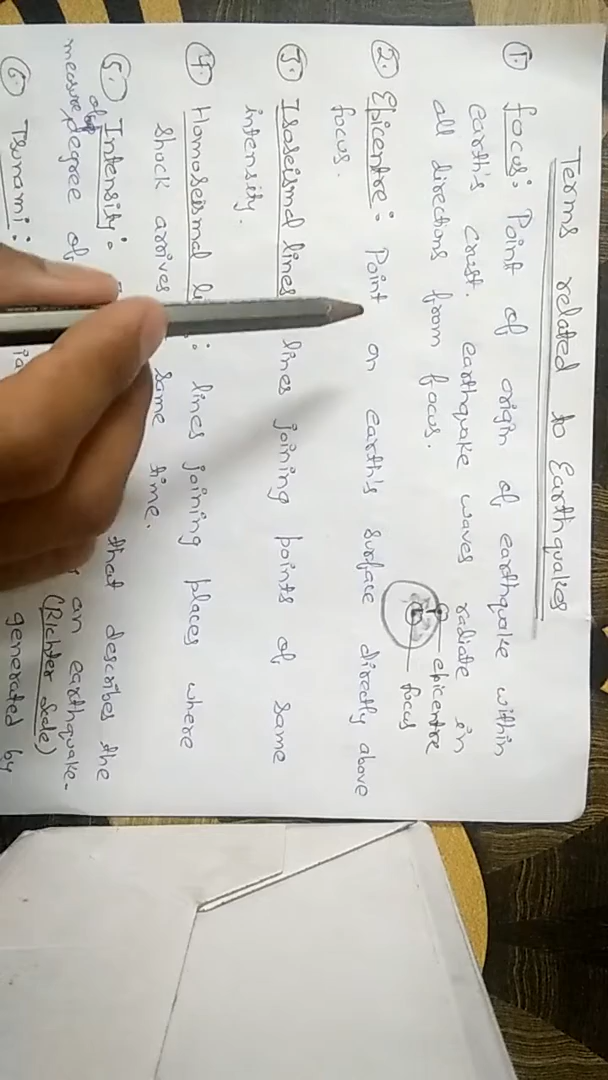 Terms related to Earthquakes
1. focus: Point of origin of earthquake within
earth's crust. earthquake waves radiate in
all directions from focus.
epicentre
focus
2. Epicentre: Point on earth's surface directly above
focus.
3. Isoseismal lines lines joining points of same
intensity.
4. Homoseismal : lines joining places where
shock arrives same time.
5. Intensity: that describes the
measure degree of an earthquake.
(Richter Scale)
6. Tsunami: generated by